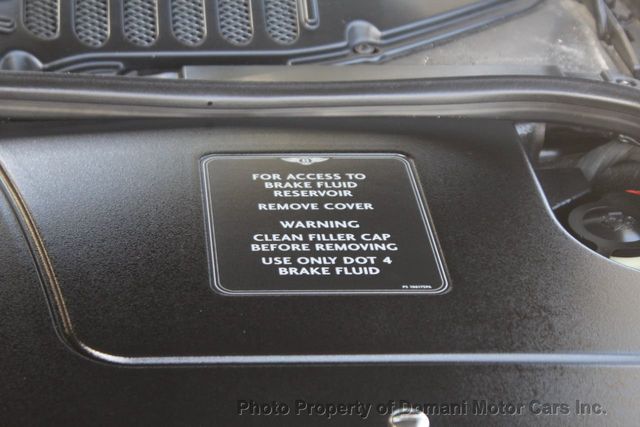 FOR ACCESS TO
BRAKE FLUID
RESERVOIR
REMOVE COVER
WARNING
CLEAN FILLER CAP
BEFORE REMOVING
USE ONLY DOT 4
BRAKE FLUID
Photo Property of Domani Motor Cars Inc.